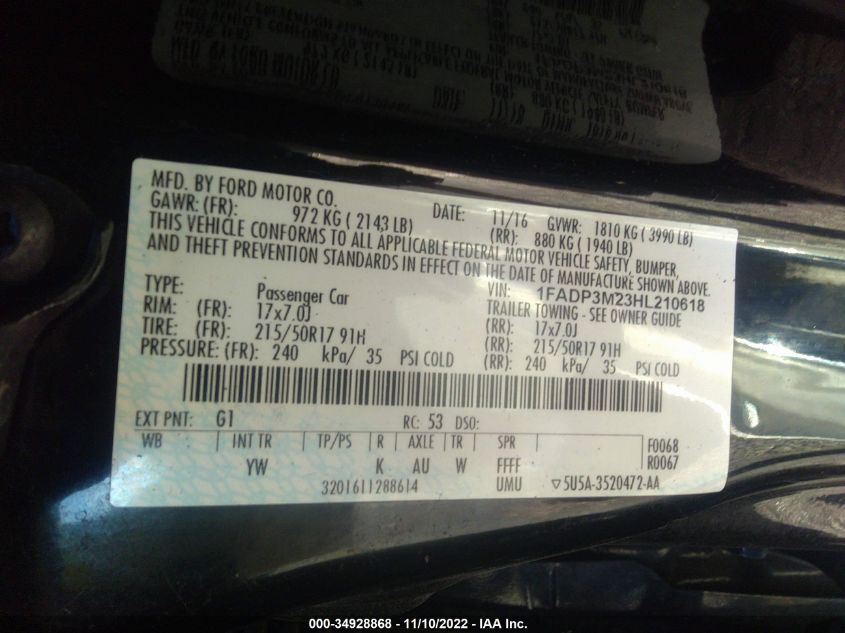 MFD. BY FORD MOTOR CO.
DATE: 11/16 GVWR: 1810 KG ( 3990 LB)
GAWR: (FR): 972 KG ( 2143 LB) (RR): 880 KG ( 1940 LB)
THIS VEHICLE CONFORMS TO ALL APPLICABLE FEDERAL MOTOR VEHICLE SAFETY, BUMPER,
AND THEFT PREVENTION STANDARDS IN EFFECT ON THE DATE OF MANUFACTURE SHOWN ABOVE.
VIN: 1FADP3M23HL210618
TYPE: Passenger Car TRAILER TOWING - SEE OWNER GUIDE
RIM: (FR): 17x7.0J (RR): 17x7.0J
TIRE: (FR): 215/50R17 91H (RR): 215/50R17 91H
PRESSURE: (FR): 240 kPa/ 35 PSI COLD (RR): 240 kPa/ 35 PSI COLD
EXT PNT: G1 RC: 53 DSO:
WB INT TR TP/PS R AXLE TR SPR F0068
YW K AU W FFFF R0067
3201611288614 UMU ▽5U5A-3520472-AA
000-34928868 - 11/10/2022 - IAA Inc.